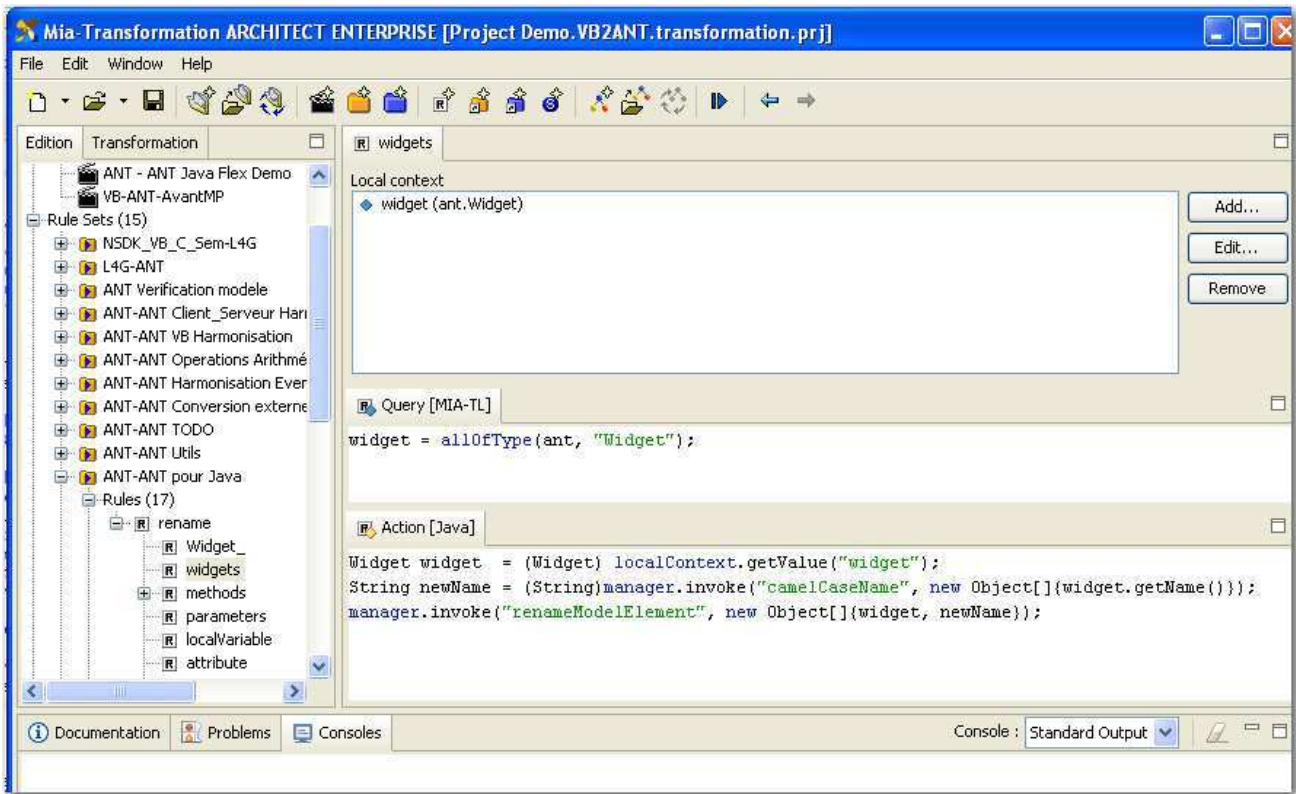 Mia-Transformation ARCHITECT ENTERPRISE [Project Demo.VB2ANT.transformation.prj]
File Edit Window Help
Edition Transformation
ANT - ANT Java Flex Demo
VB-ANT-AvantMP
Rule Sets (15)
NSDK_VB_C_Sem-L4G
L4G-ANT
ANT Verification modele
ANT-ANT Client_Serveur Harı
ANT-ANT VB Harmonisation
ANT-ANT Operations Arithmé
ANT-ANT Harmonisation Ever
ANT-ANT Conversion externe
ANT-ANT TODO
ANT-ANT Utils
ANT-ANT pour Java
Rules (17)
R rename
R Widget_
R widgets
R methods
R parameters
R localVariable
R attribute
R widgets
Local context
widget (ant.Widget)
Add...
Edit...
Remove
Query [MIA-TL]
widget = allOfType(ant, "Widget");
Action [Java]
Widget widget = (Widget) localContext.getValue("widget");
String newName = (String)manager.invoke("camelCaseName", new Object[]{widget.getName()});
manager.invoke("renameModelElement", new Object[]{widget, newName});
Documentation Problems Consoles
Console : Standard Output